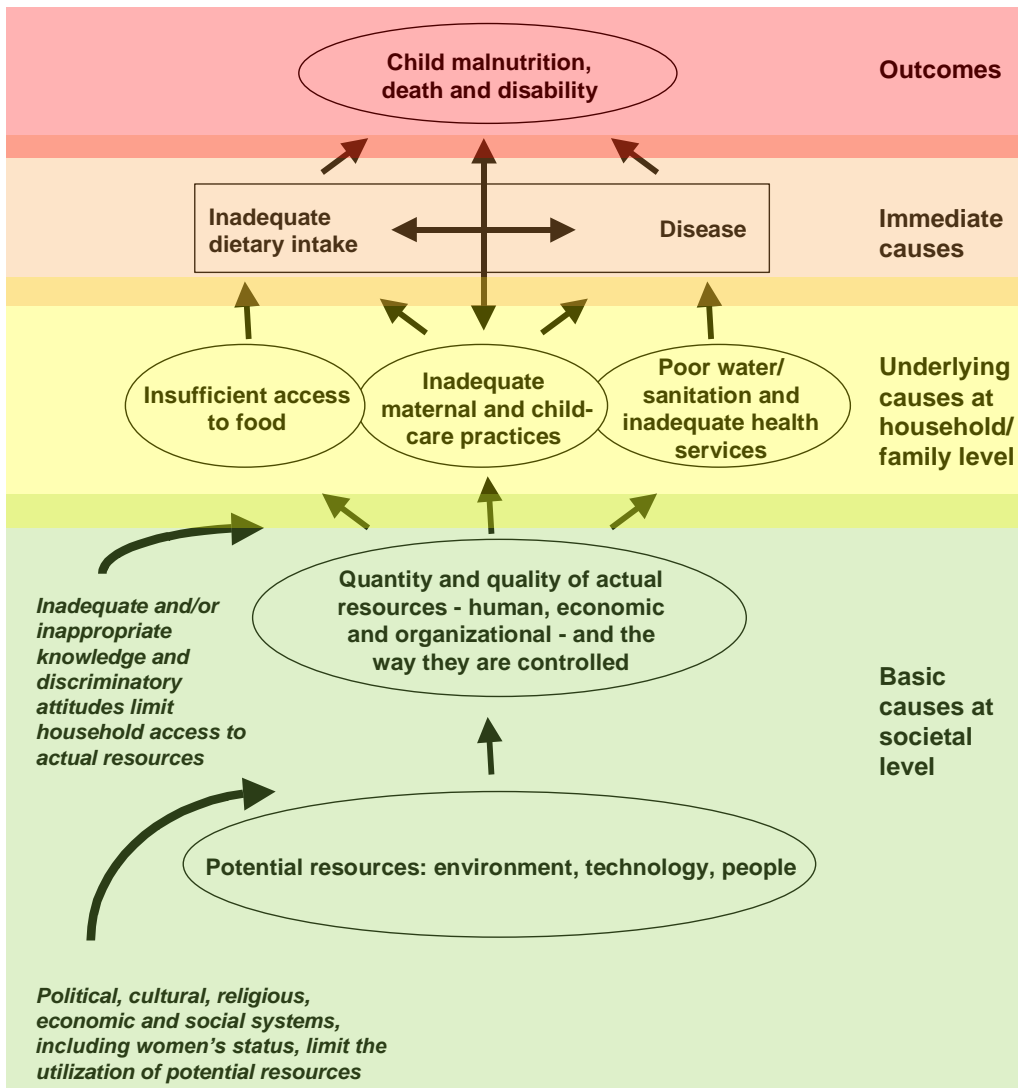 Child malnutrition,
death and disability
Outcomes
Inadequate
dietary intake
Disease
Immediate
causes
Insufficient access
to food
Inadequate
maternal and child-
care practices
Poor water/
sanitation and
inadequate health
services
Underlying
causes at
household/
family level
Quantity and quality of actual
resources - human, economic
and organizational - and the
way they are controlled
Inadequate and/or
inappropriate
knowledge and
discriminatory
attitudes limit
household access to
actual resources
Basic
causes at
societal
level
Potential resources: environment, technology, people
Political, cultural, religious,
economic and social systems,
including women’s status, limit the
utilization of potential resources